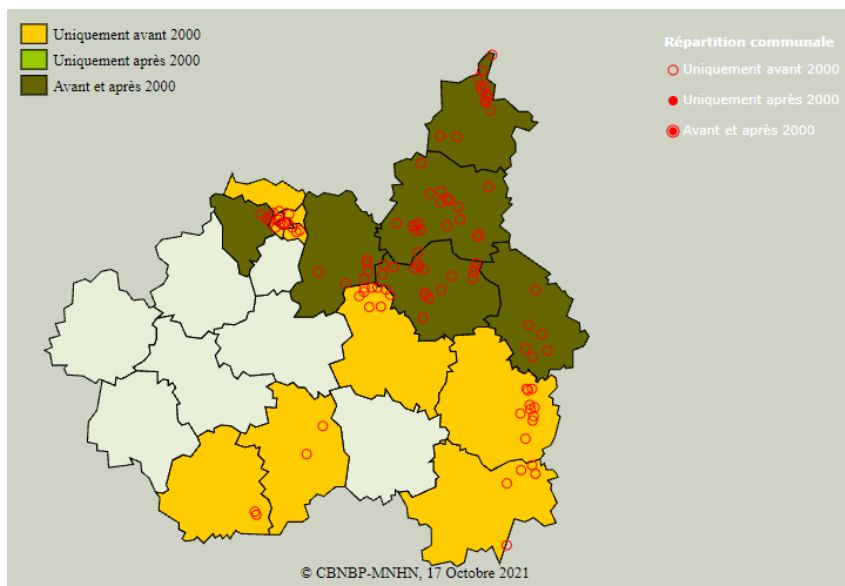 Uniquement avant 2000
Uniquement après 2000
Avant et après 2000
Répartition communale
Uniquement avant 2000
Uniquement après 2000
Avant et après 2000
© CBNBP-MNHN, 17 Octobre 2021